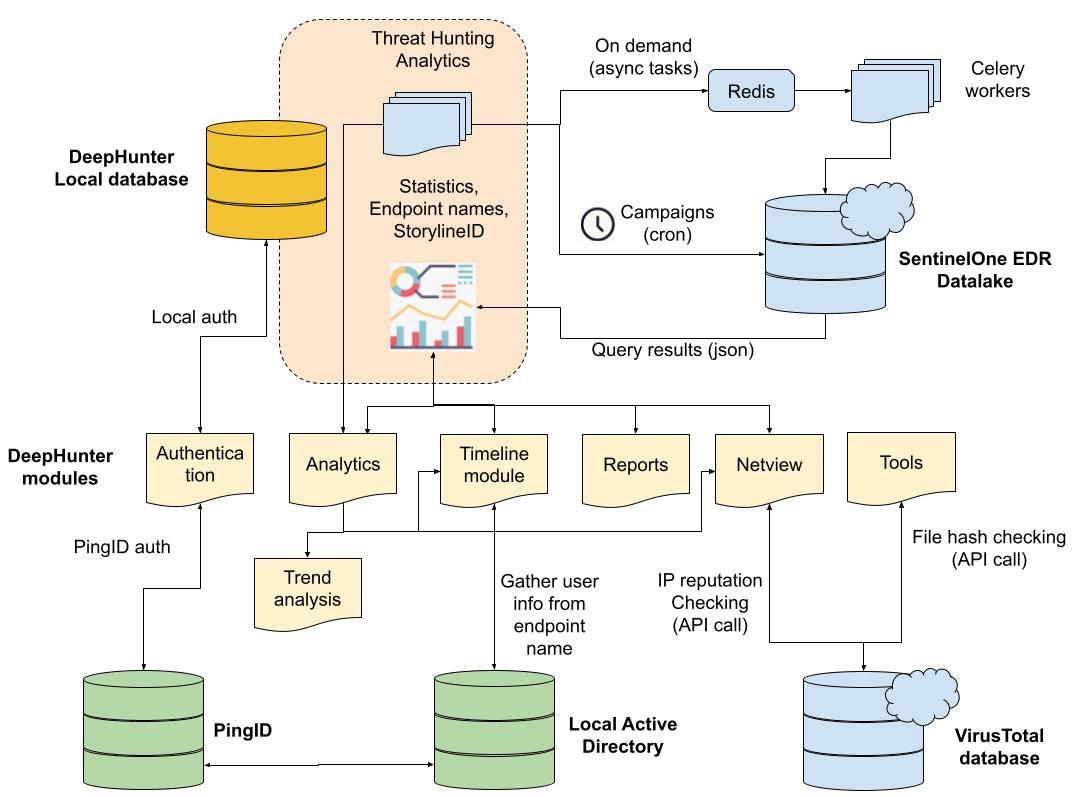 Threat Hunting
Analytics
On demand
(async tasks)
Redis
Celery
workers
DeepHunter
Local database
Statistics,
Endpoint names,
StorylineID
Campaigns
(cron)
SentinelOne EDR
Datalake
Local auth
Query results (json)
DeepHunter
modules
Authentica
tion
Analytics
Timeline
module
Reports
Netview
Tools
PingID auth
File hash checking
(API call)
Trend
analysis
Gather user
info from
endpoint
name
IP reputation
Checking
(API call)
PingID
Local Active
Directory
VirusTotal
database